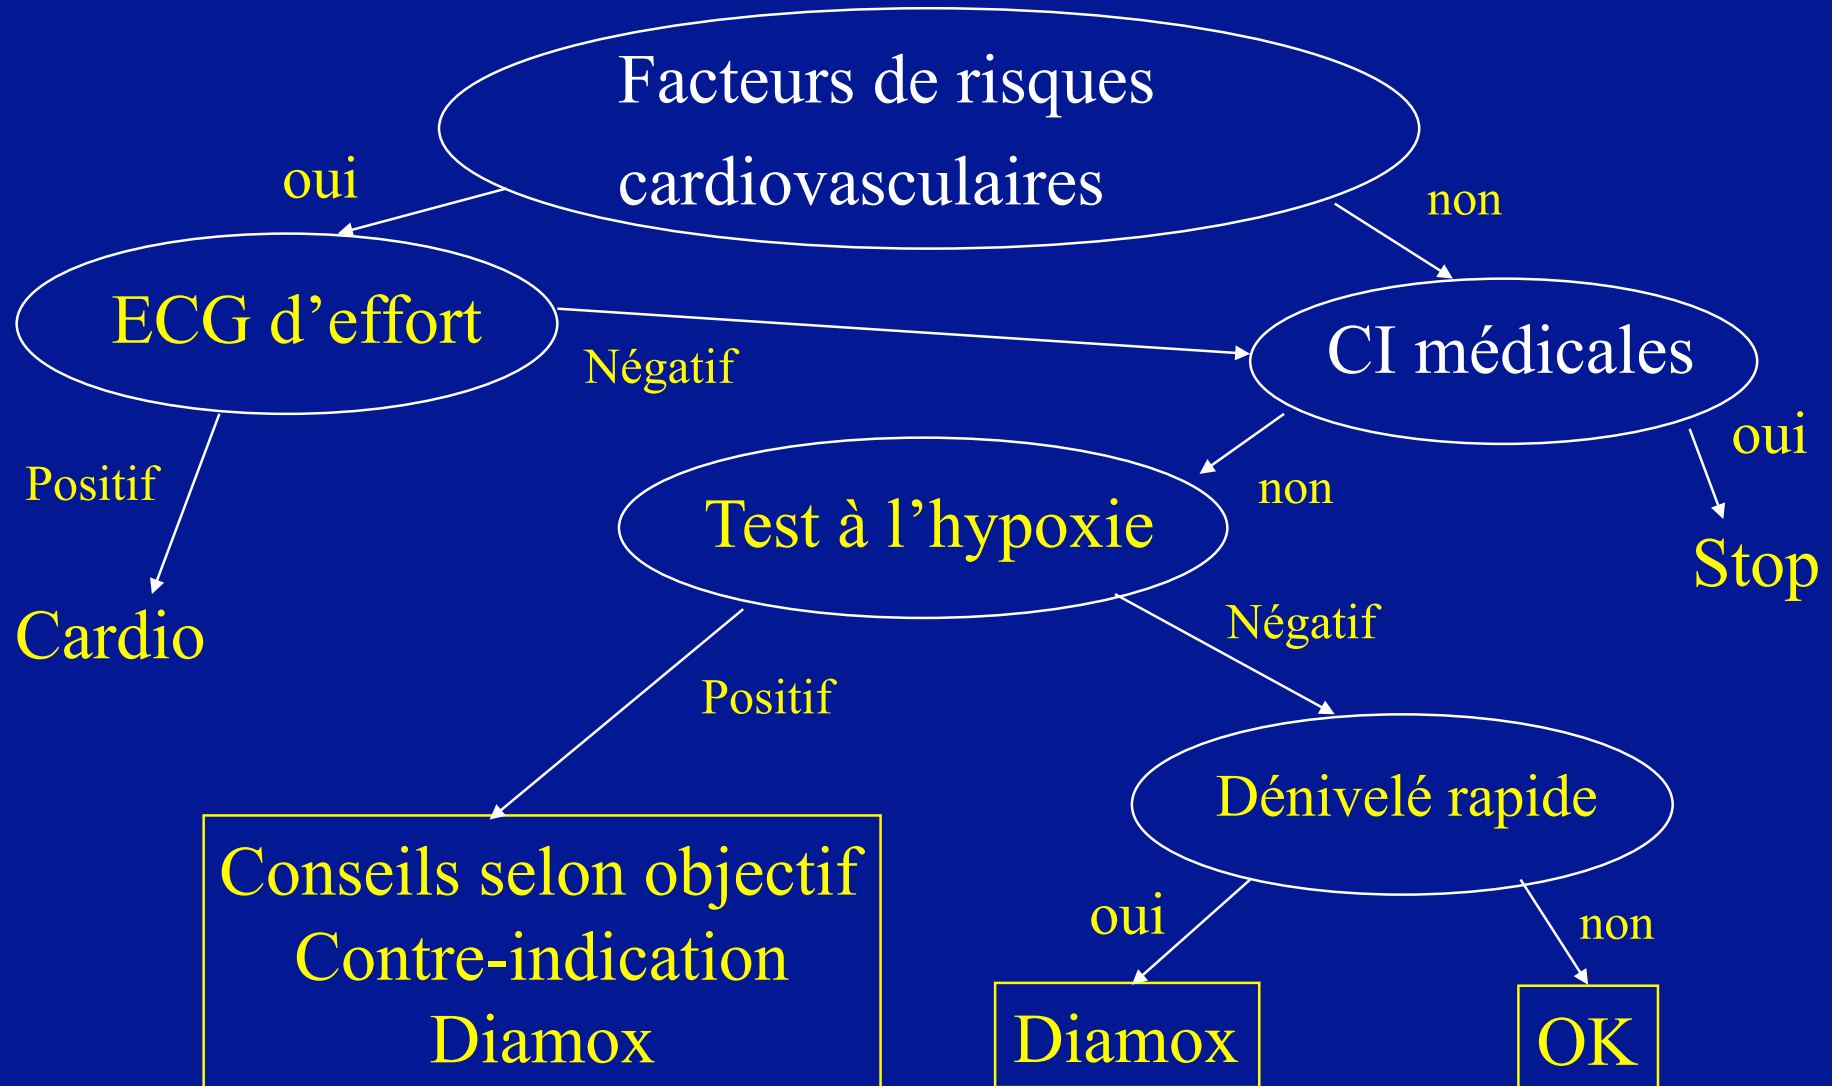 Facteurs de risques
cardiovasculaires
oui
non
ECG d’effort
CI médicales
Négatif
oui
Positif
non
Test à l’hypoxie
Stop
Cardio
Négatif
Positif
Dénivelé rapide
Conseils selon objectif
Contre-indication
Diamox
oui
non
Diamox
OK